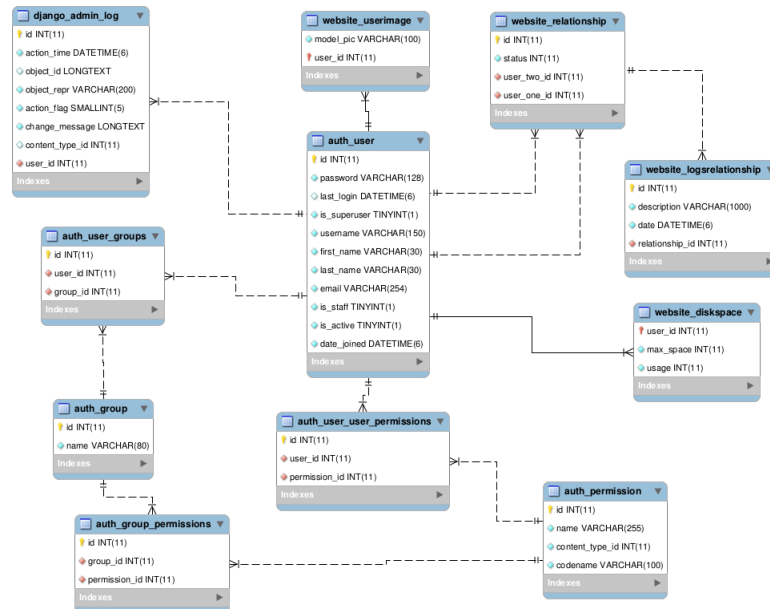 django_admin_log
id INT(11)
action_time DATETIME(6)
object_id LONGTEXT
object_repr VARCHAR(200)
action_flag SMALLINT(5)
change_message LONGTEXT
content_type_id INT(11)
user_id INT(11)
Indexes
website_userimage
model_pic VARCHAR(100)
user_id INT(11)
Indexes
website_relationship
id INT(11)
status INT(11)
user_two_id INT(11)
user_one_id INT(11)
Indexes
auth_user
id INT(11)
password VARCHAR(128)
last_login DATETIME(6)
is_superuser TINYINT(1)
username VARCHAR(150)
first_name VARCHAR(30)
last_name VARCHAR(30)
email VARCHAR(254)
is_staff TINYINT(1)
is_active TINYINT(1)
date_joined DATETIME(6)
Indexes
website_logsrelationship
id INT(11)
description VARCHAR(1000)
date DATETIME(6)
relationship_id INT(11)
Indexes
auth_user_groups
id INT(11)
user_id INT(11)
group_id INT(11)
Indexes
website_diskspace
user_id INT(11)
max_space INT(11)
usage INT(11)
Indexes
auth_group
id INT(11)
name VARCHAR(80)
Indexes
auth_user_user_permissions
id INT(11)
user_id INT(11)
permission_id INT(11)
Indexes
auth_permission
id INT(11)
name VARCHAR(255)
content_type_id INT(11)
codename VARCHAR(100)
Indexes
auth_group_permissions
id INT(11)
group_id INT(11)
permission_id INT(11)
Indexes